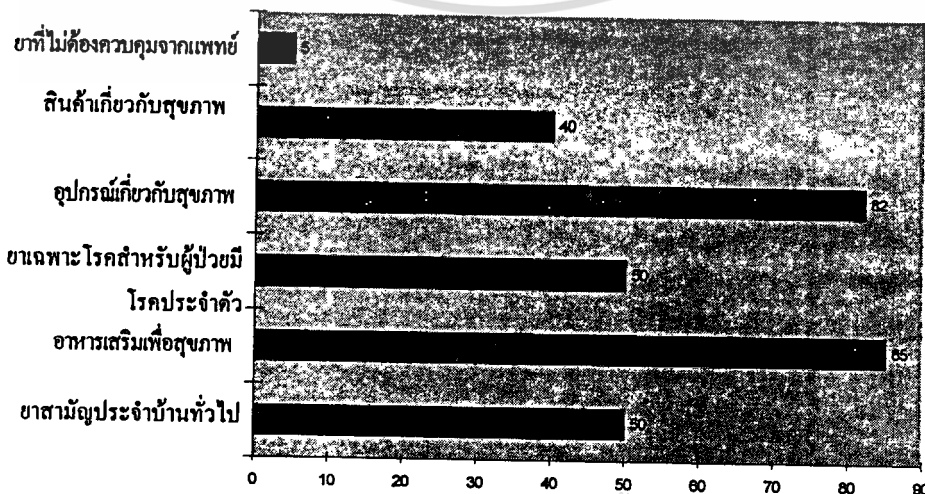 ยาที่ไม่ต้องควบคุมจากแพทย์
5
สินค้าเกี่ยวกับสุขภาพ
40
อุปกรณ์เกี่ยวกับสุขภาพ
82
ยาเฉพาะโรคสำหรับผู้ป่วยมี
โรคประจำตัว
50
อาหารเสริมเพื่อสุขภาพ
85
ยาสามัญประจำบ้านทั่วไป
50
0 10 20 30 40 50 60 70 80 90